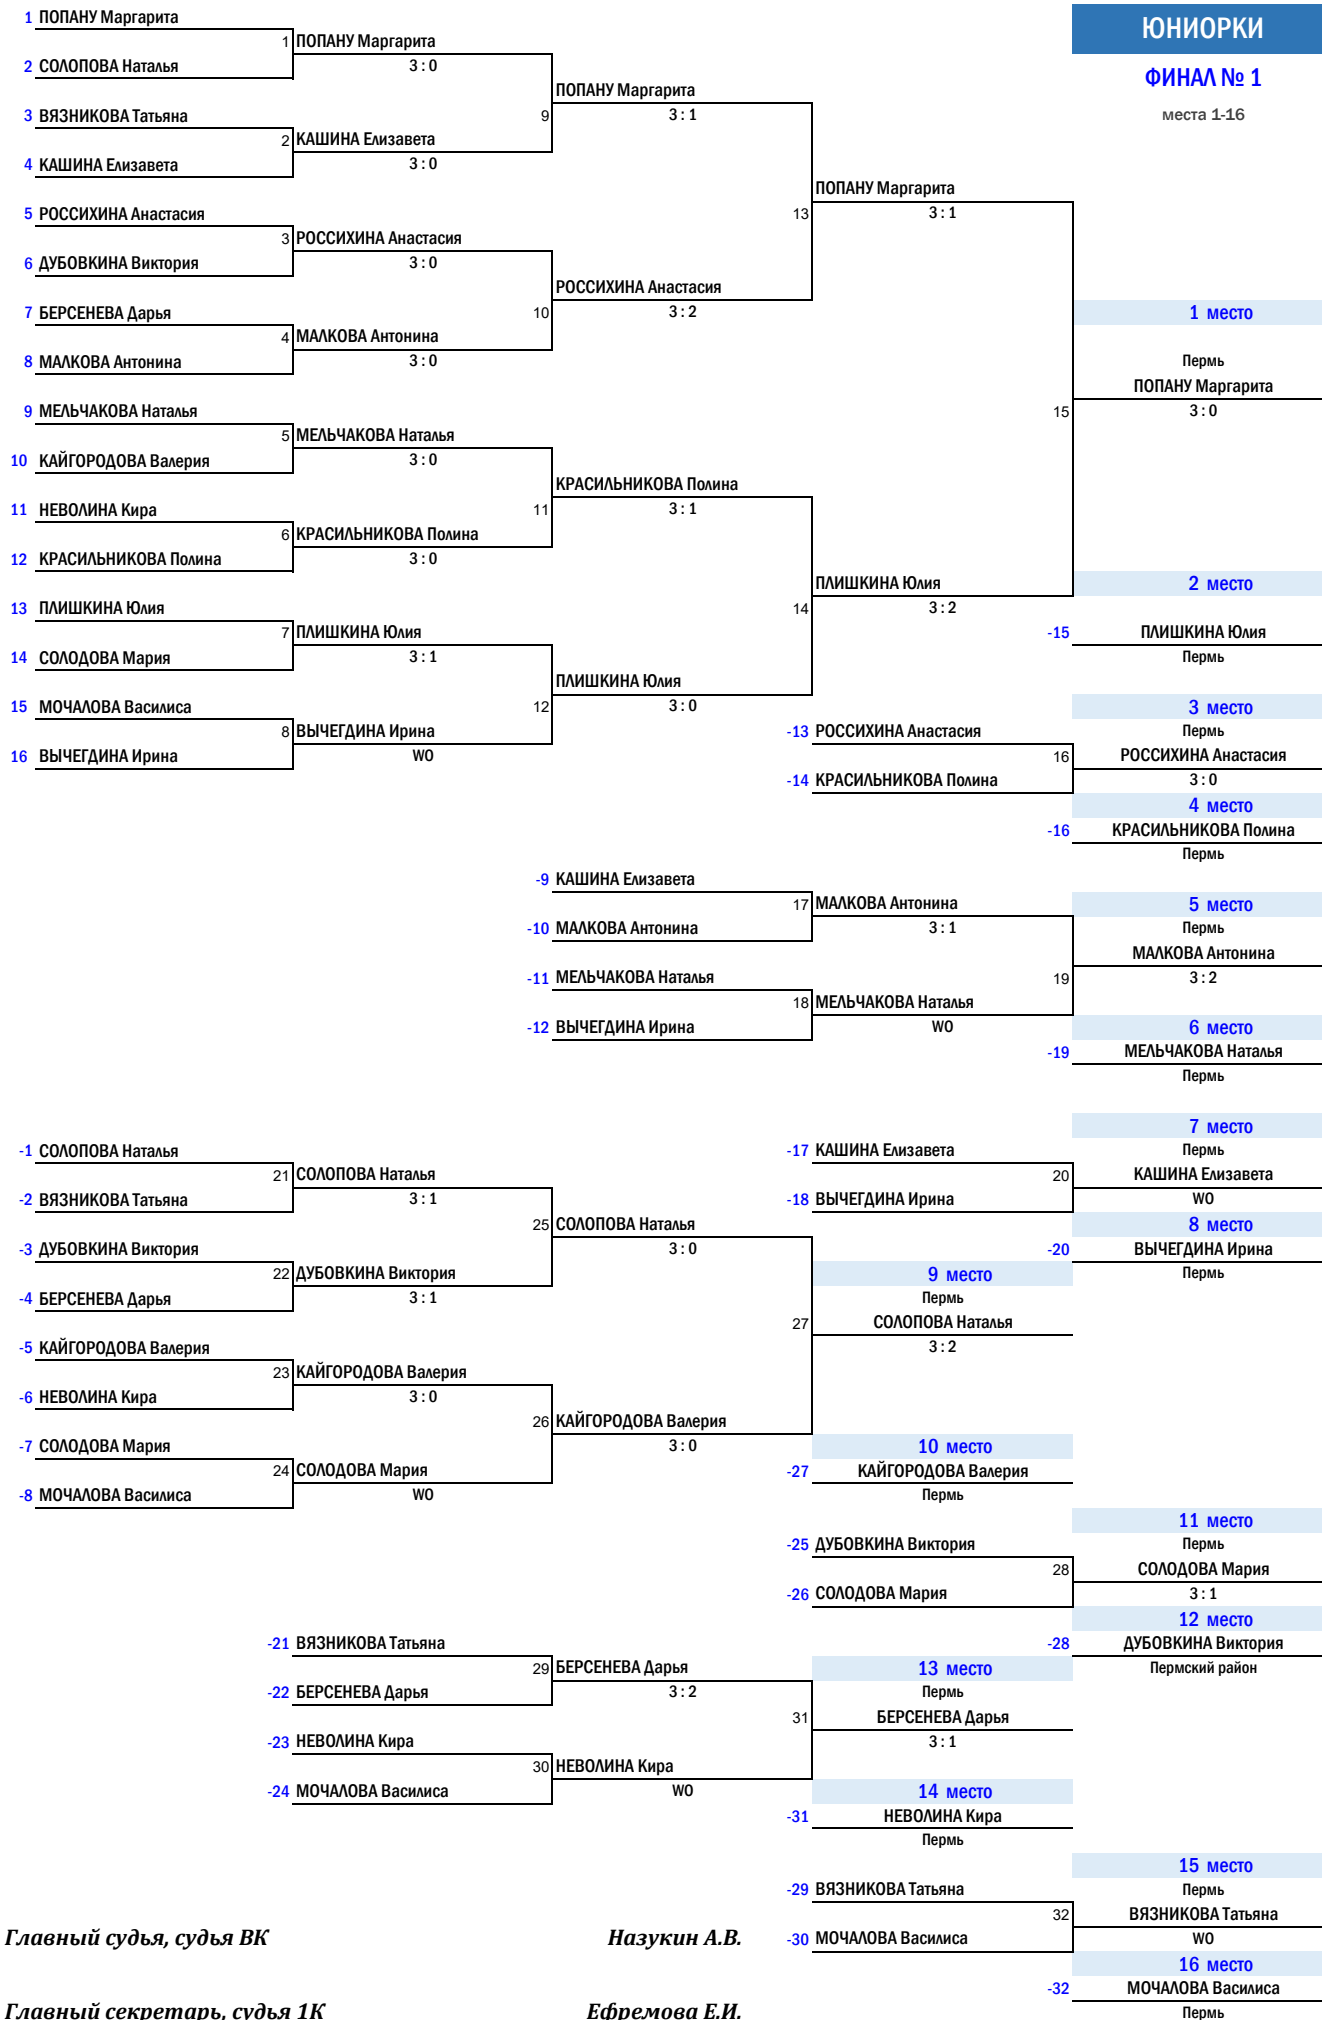 ЮНИОРКИ
ФИНАЛ № 1
места 1-16
1 ПОПАНУ Маргарита
1 ПОПАНУ Маргарита
3 : 0
2 СОЛОПОВА Наталья
ПОПАНУ Маргарита
9 3 : 1
3 ВЯЗНИКОВА Татьяна
2 КАШИНА Елизавета
3 : 0
4 КАШИНА Елизавета
ПОПАНУ Маргарита
13 3 : 1
5 РОССИХИНА Анастасия
3 РОССИХИНА Анастасия
3 : 0
6 ДУБОВКИНА Виктория
РОССИХИНА Анастасия
10 3 : 2
7 БЕРСЕНЕВА Дарья
4 МАЛКОВА Антонина
3 : 0
8 МАЛКОВА Антонина
1 место
Пермь
ПОПАНУ Маргарита
15 3 : 0
9 МЕЛЬЧАКОВА Наталья
5 МЕЛЬЧАКОВА Наталья
3 : 0
10 КАЙГОРОДОВА Валерия
КРАСИЛЬНИКОВА Полина
11 3 : 1
11 НЕВОЛИНА Кира
6 КРАСИЛЬНИКОВА Полина
3 : 0
12 КРАСИЛЬНИКОВА Полина
ПЛИШКИНА Юлия
14 3 : 2
2 место
-15 ПЛИШКИНА Юлия
Пермь
13 ПЛИШКИНА Юлия
7 ПЛИШКИНА Юлия
3 : 1
14 СОЛОДОВА Мария
ПЛИШКИНА Юлия
12 3 : 0
15 МОЧАЛОВА Василиса
8 ВЫЧЕГДИНА Ирина
WO
16 ВЫЧЕГДИНА Ирина
3 место
-13 РОССИХИНА Анастасия
Пермь
16 РОССИХИНА Анастасия
3 : 0
-14 КРАСИЛЬНИКОВА Полина
4 место
-16 КРАСИЛЬНИКОВА Полина
Пермь
-9 КАШИНА Елизавета
17 МАЛКОВА Антонина
3 : 1
-10 МАЛКОВА Антонина
5 место
Пермь
МАЛКОВА Антонина
19 3 : 2
-11 МЕЛЬЧАКОВА Наталья
18 МЕЛЬЧАКОВА Наталья
WO
-12 ВЫЧЕГДИНА Ирина
6 место
-19 МЕЛЬЧАКОВА Наталья
Пермь
7 место
-17 КАШИНА Елизавета
Пермь
20 КАШИНА Елизавета
WO
-18 ВЫЧЕГДИНА Ирина
8 место
-20 ВЫЧЕГДИНА Ирина
Пермь
-1 СОЛОПОВА Наталья
21 СОЛОПОВА Наталья
3 : 1
-2 ВЯЗНИКОВА Татьяна
25 СОЛОПОВА Наталья
3 : 0
-3 ДУБОВКИНА Виктория
22 ДУБОВКИНА Виктория
3 : 1
-4 БЕРСЕНЕВА Дарья
9 место
Пермь
27 СОЛОПОВА Наталья
3 : 2
-5 КАЙГОРОДОВА Валерия
23 КАЙГОРОДОВА Валерия
3 : 0
-6 НЕВОЛИНА Кира
26 КАЙГОРОДОВА Валерия
3 : 0
-7 СОЛОДОВА Мария
24 СОЛОДОВА Мария
WO
-8 МОЧАЛОВА Василиса
10 место
-27 КАЙГОРОДОВА Валерия
Пермь
11 место
-25 ДУБОВКИНА Виктория
Пермь
28 СОЛОДОВА Мария
3 : 1
-26 СОЛОДОВА Мария
12 место
-28 ДУБОВКИНА Виктория
Пермский район
-21 ВЯЗНИКОВА Татьяна
29 БЕРСЕНЕВА Дарья
3 : 2
-22 БЕРСЕНЕВА Дарья
13 место
Пермь
31 БЕРСЕНЕВА Дарья
3 : 1
-23 НЕВОЛИНА Кира
30 НЕВОЛИНА Кира
WO
-24 МОЧАЛОВА Василиса
14 место
-31 НЕВОЛИНА Кира
Пермь
15 место
-29 ВЯЗНИКОВА Татьяна
Пермь
32 ВЯЗНИКОВА Татьяна
WO
-30 МОЧАЛОВА Василиса
16 место
-32 МОЧАЛОВА Василиса
Пермь
Главный судья, судья ВК Назукин А.В.
Главный секретарь, судья 1К Ефремова Е.И.